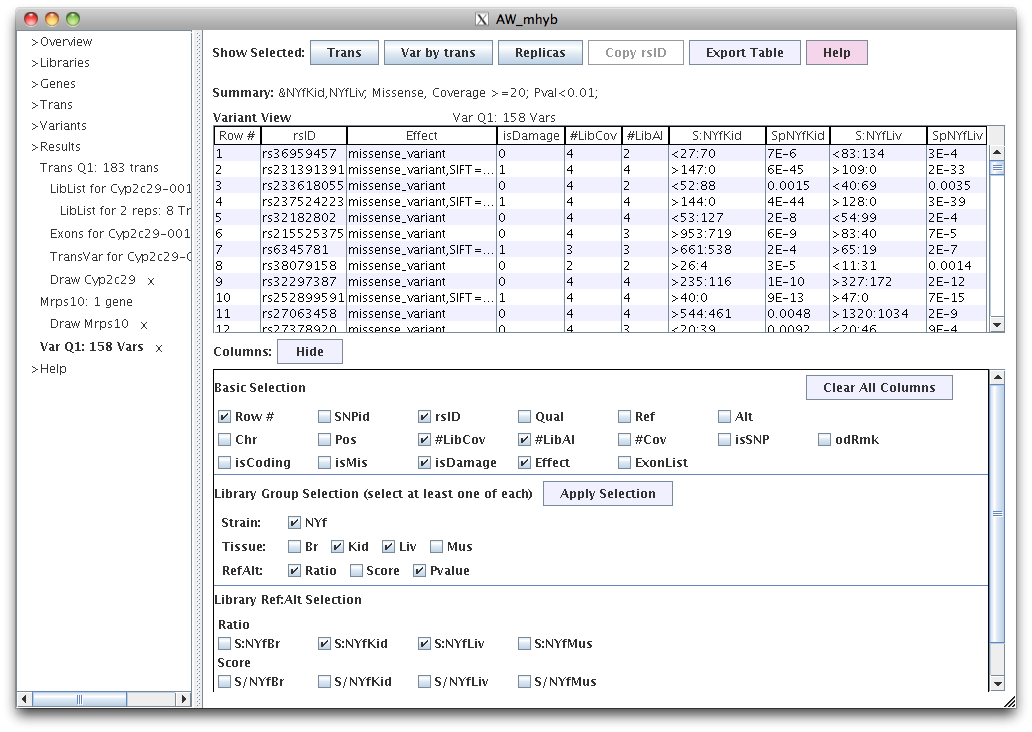 AW_mhyb
>Overview
>Libraries
>Genes
>Trans
>Variants
>Results
Trans Q1: 183 trans
LibList for Cyp2c29-001
LibList for 2 reps: 8 Tr
Exons for Cyp2c29-001
TransVar for Cyp2c29-
Draw Cyp2c29 x
Mrps10: 1 gene
Draw Mrps10 x
Var Q1: 158 Vars x
>Help
Show Selected: Trans Var by trans Replicas Copy rsID Export Table Help
Summary: &NYfKid,NYfLiv; Missense, Coverage >=20; Pval<0.01;
Variant View Var Q1: 158 Vars
Row # rsID Effect isDamage #LibCov #LibAI S:NYfKid SpNYfKid S:NYfLiv SpNYfLiv
1 rs36959457 missense_variant 0 4 2 <27:70 7E-6 <83:134 3E-4
2 rs231391391 missense_variant,SIFT=... 1 4 4 >147:0 6E-45 >109:0 2E-33
3 rs233618055 missense_variant 0 4 2 <52:88 0.0015 <40:69 0.0035
4 rs237524223 missense_variant,SIFT=... 1 4 4 >144:0 4E-44 >128:0 3E-39
5 rs32182802 missense_variant 0 4 4 <53:127 2E-8 <54:99 2E-4
6 rs215525375 missense_variant 0 4 3 >953:719 6E-9 >83:40 7E-5
7 rs6345781 missense_variant,SIFT=... 1 3 3 >661:538 2E-4 >65:19 2E-7
8 rs38079158 missense_variant 0 2 2 >26:4 3E-5 <11:31 0.0014
9 rs32297387 missense_variant 0 4 4 >235:116 1E-10 >327:172 2E-12
10 rs252899591 missense_variant,SIFT=... 1 4 4 >40:0 9E-13 >47:0 7E-15
11 rs27063458 missense_variant 0 4 4 >544:461 0.0048 >1320:1034 2E-9
12 rs27378920 missense_variant 0 4 3 <20:39 0.0092 <20:46 9E-4
Columns: Hide
Basic Selection Clear All Columns
Row # SNPid rsID Qual Ref Alt
Chr Pos #LibCov #LibAI #Cov isSNP odRmk
isCoding isMis isDamage Effect ExonList
Library Group Selection (select at least one of each) Apply Selection
Strain: NYf
Tissue: Br Kid Liv Mus
RefAlt: Ratio Score Pvalue
Library Ref:Alt Selection
Ratio
S:NYfBr S:NYfKid S:NYfLiv S:NYfMus
Score
S/NYfBr S/NYfKid S/NYfLiv S/NYfMus